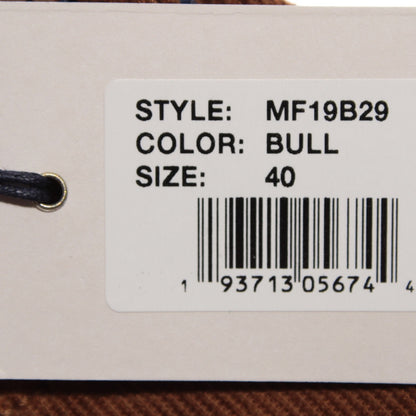 STYLE: MF19B29
COLOR: BULL
SIZE: 40
1 93713 05674 4